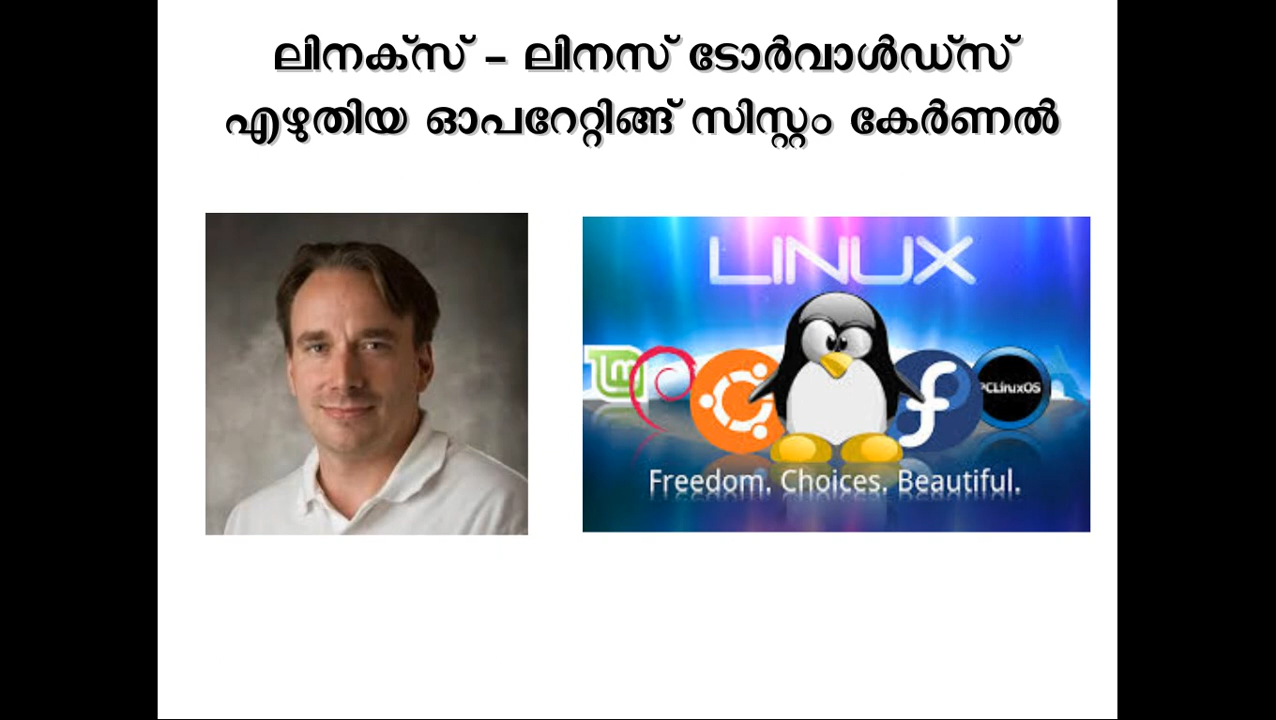 ലിനക്സ് – ലിനസ് ടോർവാൾഡ്സ്
എഴുതിയ ഓപറേറ്റിങ്ങ് സിസ്റ്റം കേർണൽ
LINUX
PCLinuxOS
Freedom. Choices. Beautiful.